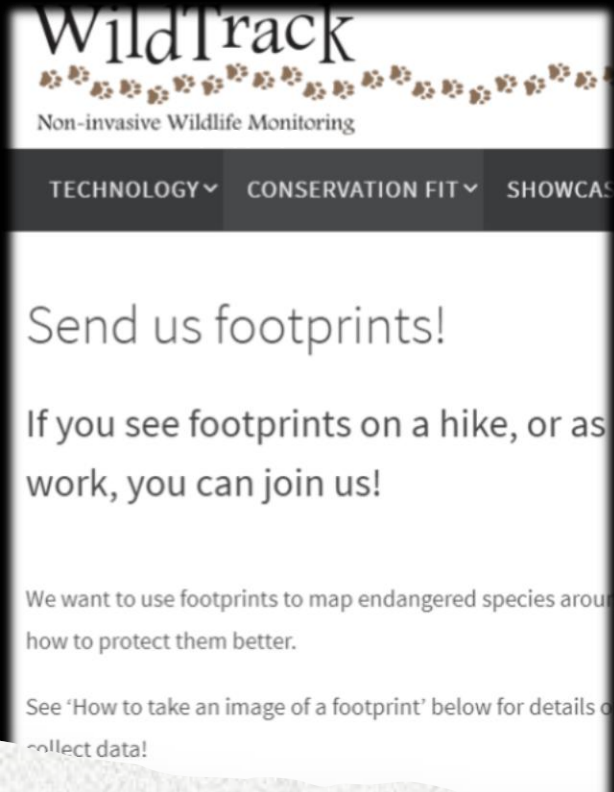 WildTrack
Non-invasive Wildlife Monitoring
TECHNOLOGY CONSERVATION FIT SHOWCAS
Send us footprints!
If you see footprints on a hike, or as
work, you can join us!
We want to use footprints to map endangered species aroun
how to protect them better.
See ‘How to take an image of a footprint’ below for details o
collect data!